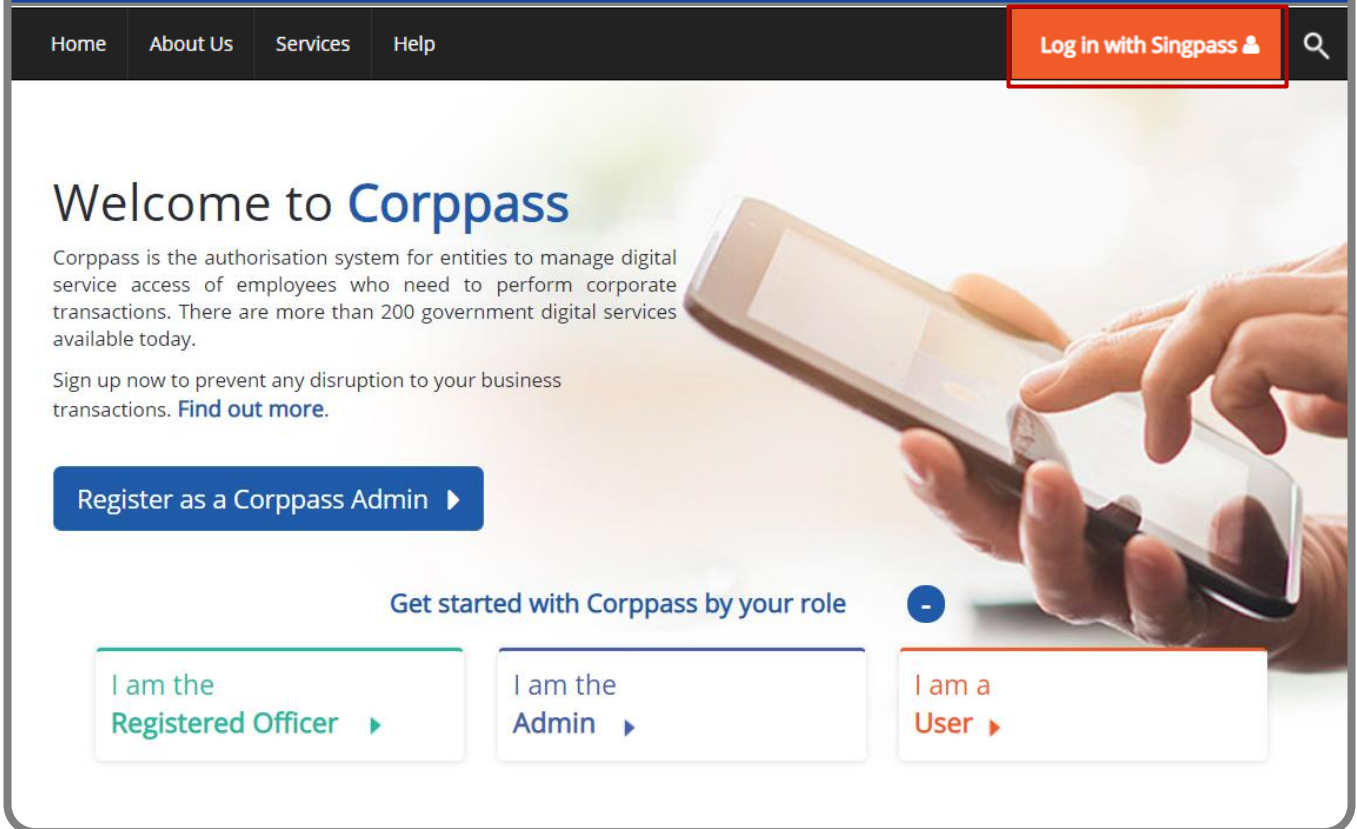 Home About Us Services Help Log in with Singpass
Welcome to Corppass
Corppass is the authorisation system for entities to manage digital
service access of employees who need to perform corporate
transactions. There are more than 200 government digital services
available today.
Sign up now to prevent any disruption to your business
transactions. Find out more.
Register as a Corppass Admin
Get started with Corppass by your role -
I am the
Registered Officer
I am the
Admin
I am a
User